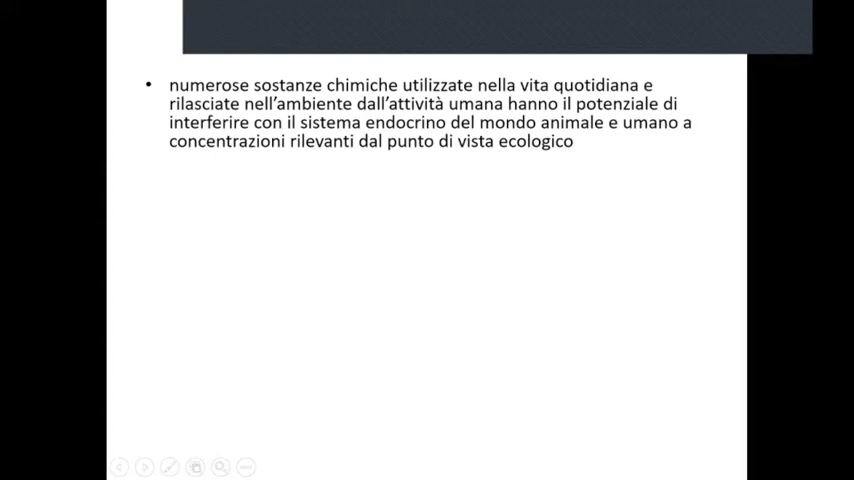 • numerose sostanze chimiche utilizzate nella vita quotidiana e
rilasciate nell’ambiente dall’attività umana hanno il potenziale di
interferire con il sistema endocrino del mondo animale e umano a
concentrazioni rilevanti dal punto di vista ecologico